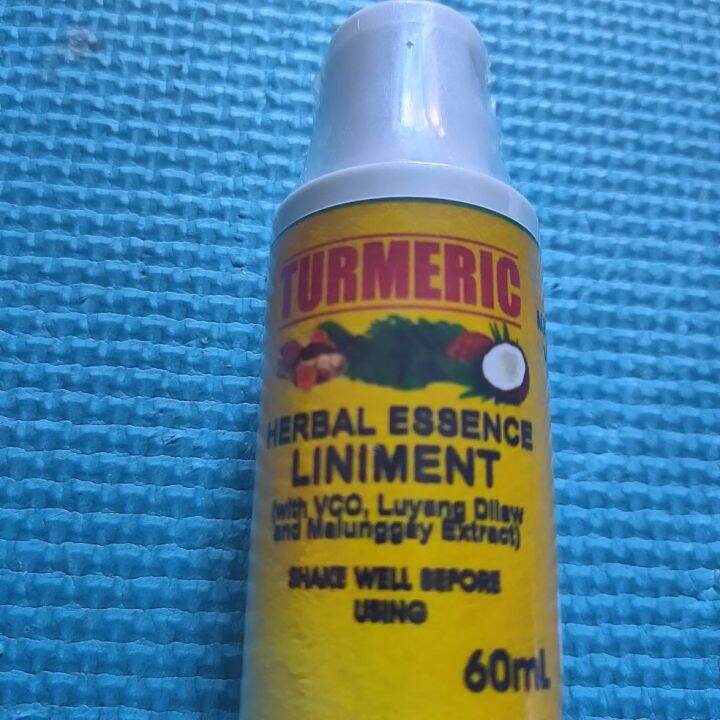 TURMERIC
HERBAL ESSENCE
LINIMENT
(with VCO, Luyang Dilaw
and Malunggay Extract)
SHAKE WELL BEFORE
USING
60mL